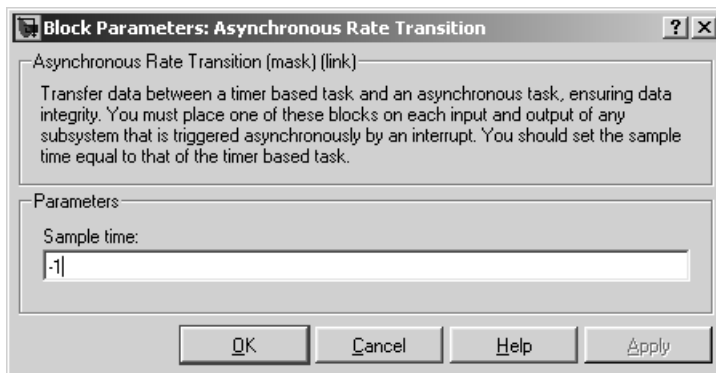 Block Parameters: Asynchronous Rate Transition
Asynchronous Rate Transition (mask) (link)
Transfer data between a timer based task and an asynchronous task, ensuring data
integrity. You must place one of these blocks on each input and output of any
subsystem that is triggered asynchronously by an interrupt. You should set the sample
time equal to that of the timer based task.
Parameters
Sample time:
-1
OK Cancel Help Apply